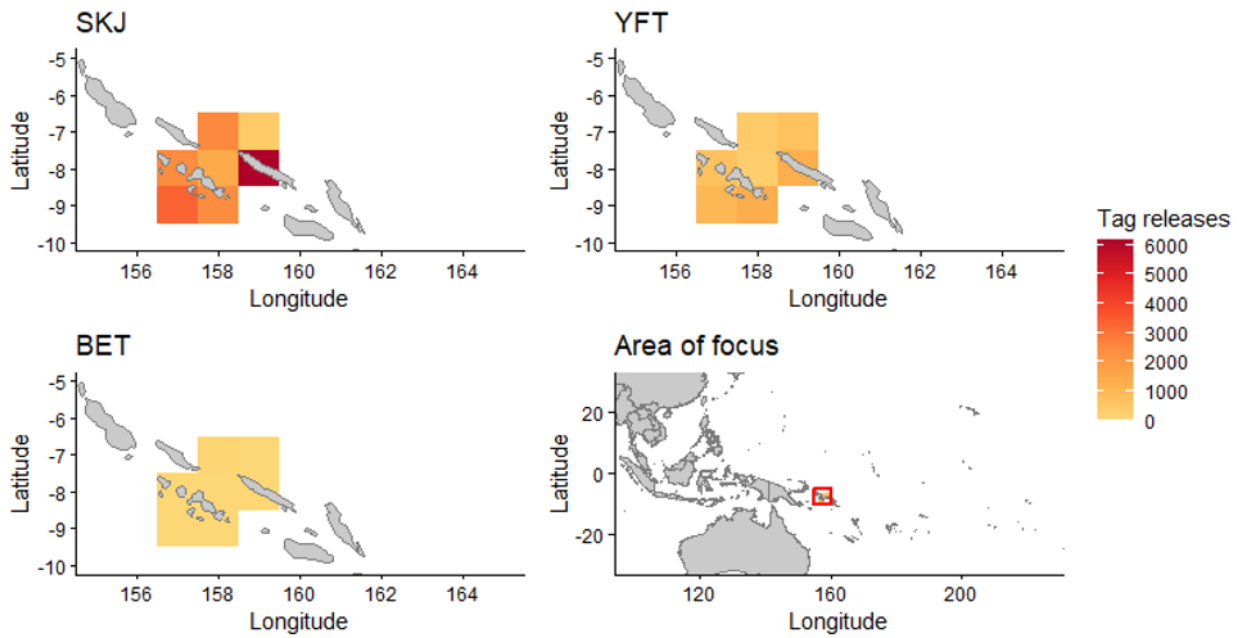 SKJ
-5
-6
-7
-8
-9
-10
Latitude
156 158 160 162 164
Longitude
YFT
-5
-6
-7
-8
-9
-10
Latitude
156 158 160 162 164
Longitude
BET
-5
-6
-7
-8
-9
-10
Latitude
156 158 160 162 164
Longitude
Area of focus
20
0
-20
Latitude
120 160 200
Longitude
Tag releases
6000
5000
4000
3000
2000
1000
0